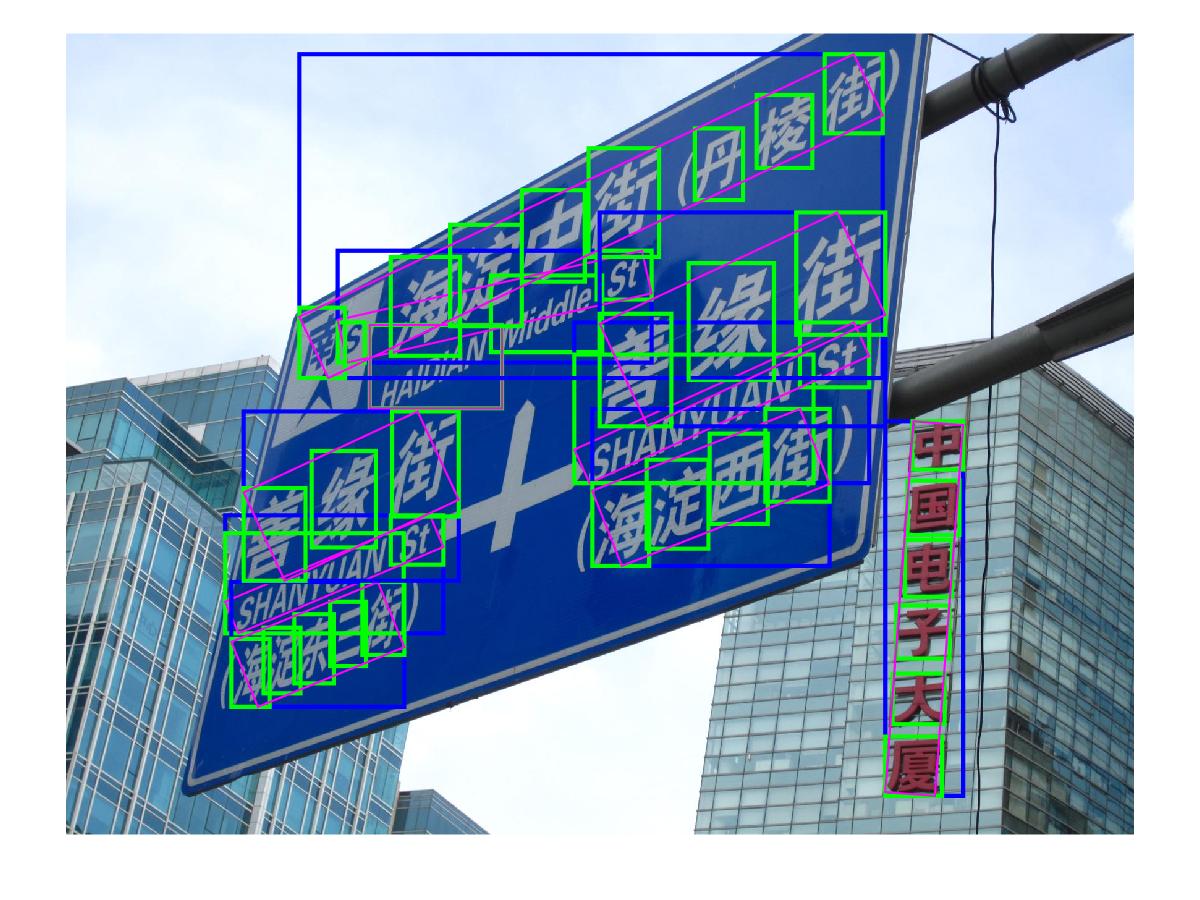 海淀中街(丹棱街)
南
S HAIDIAN Middle St
善缘街
SHANYUAN St
(海淀西街)
善缘街
SHANYUAN St
(海淀东三街)
中国电子大厦